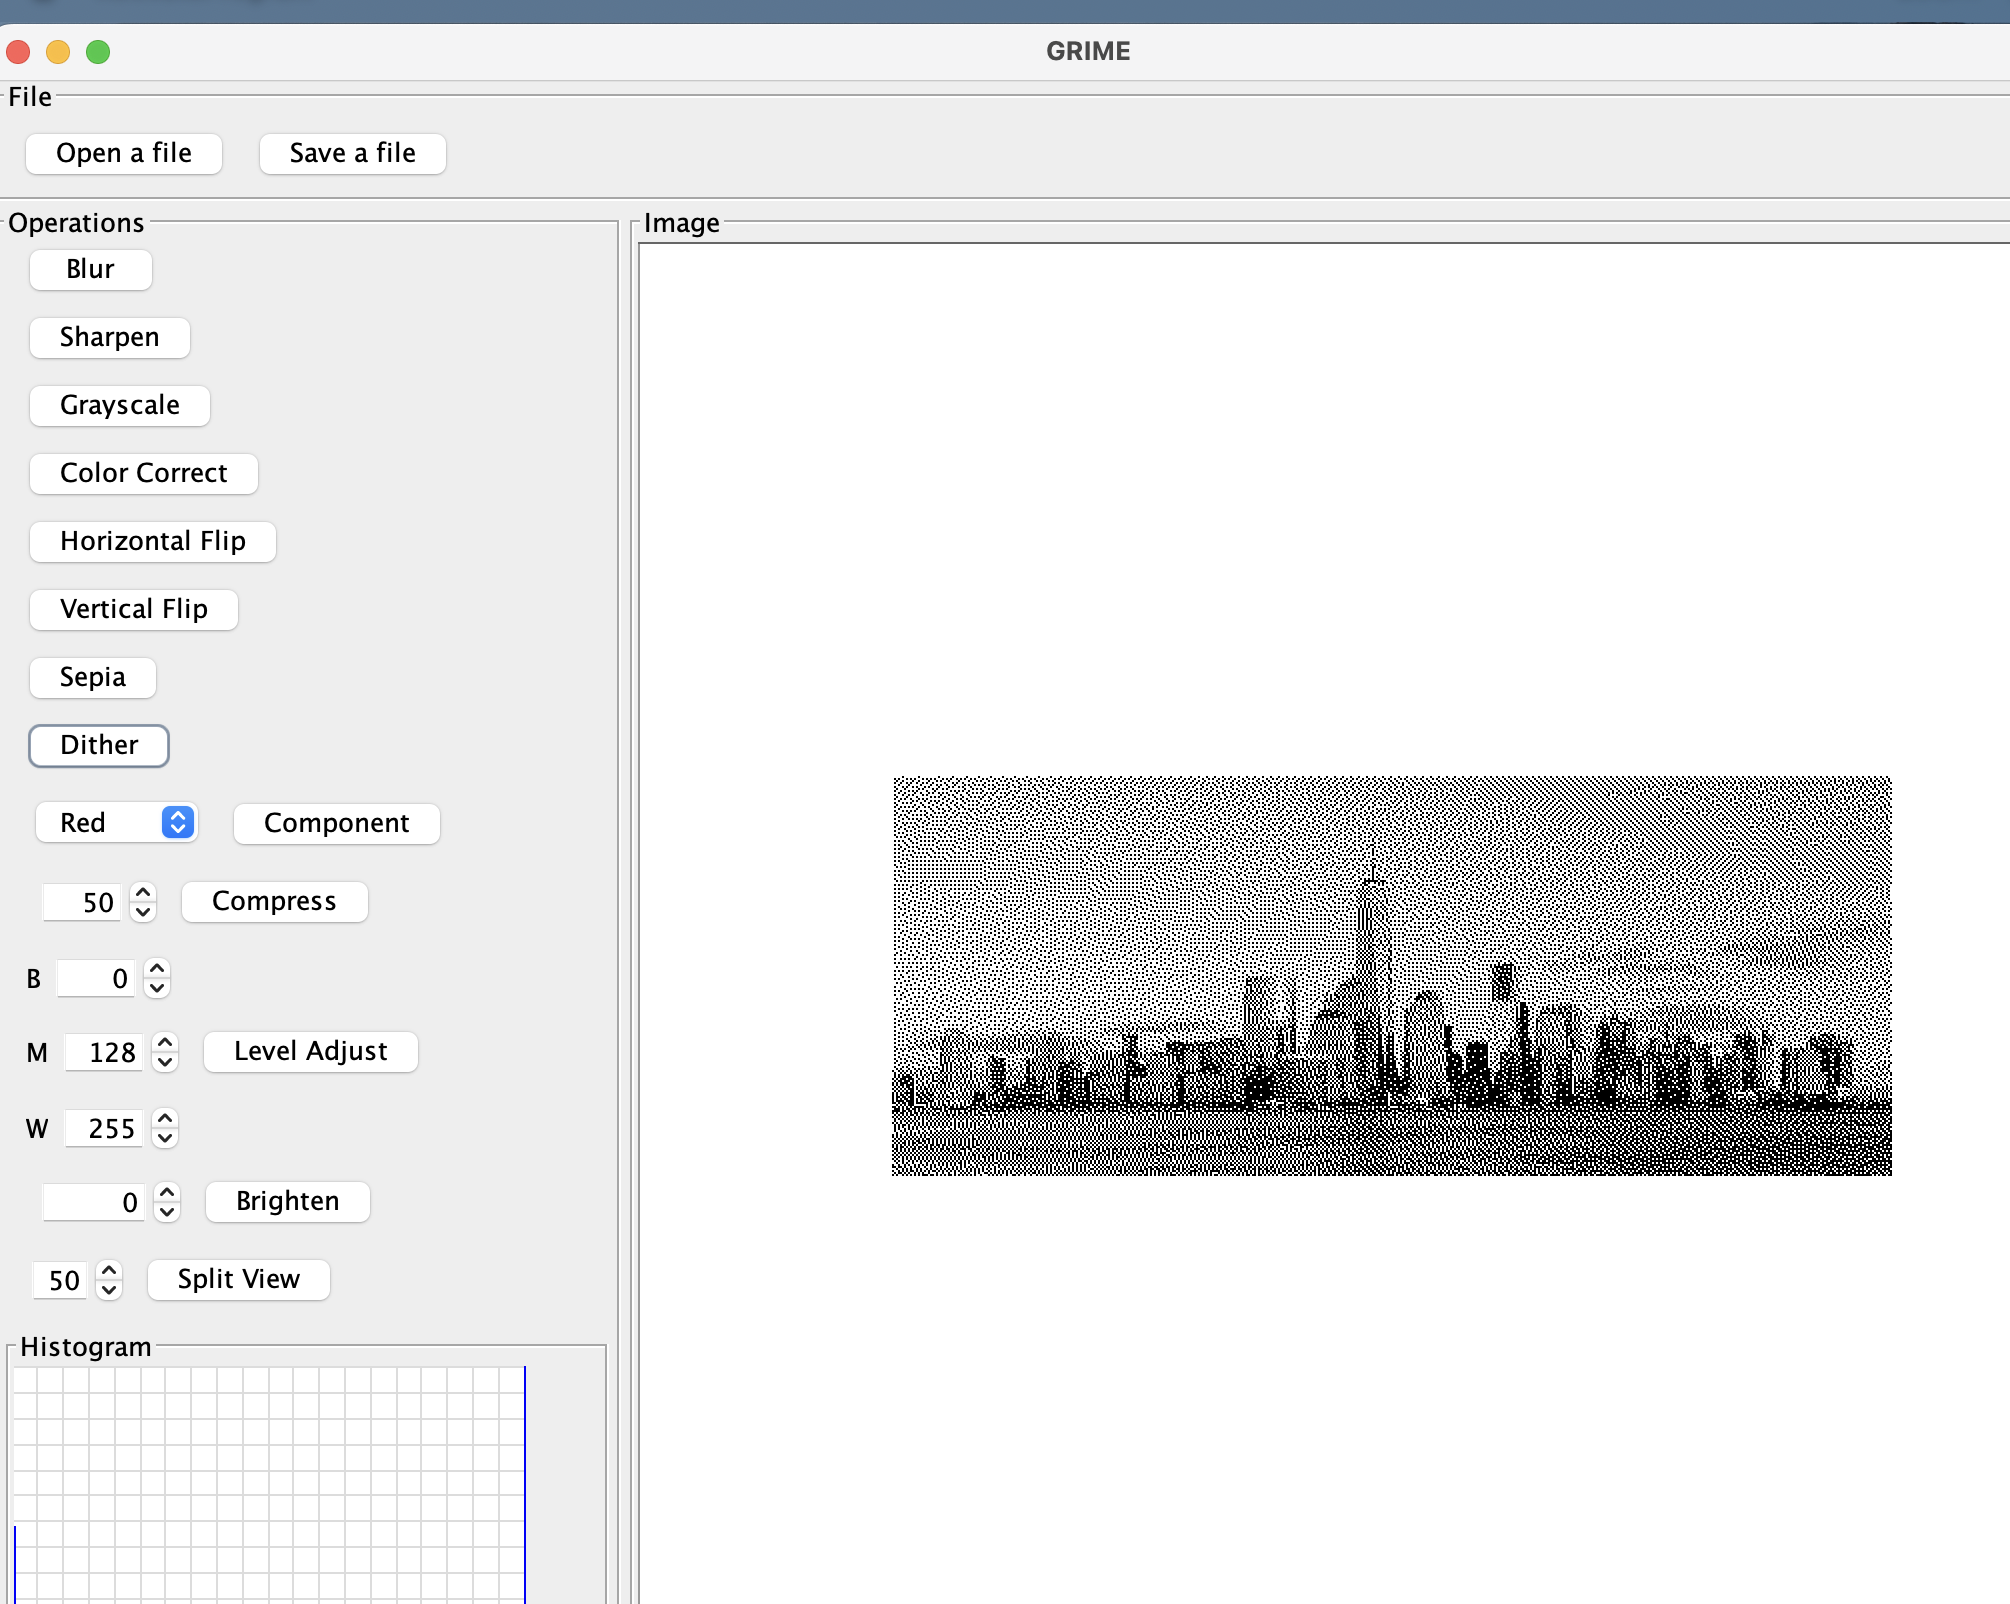 GRIME
File
Open a file Save a file
Operations
Image
Blur
Sharpen
Grayscale
Color Correct
Horizontal Flip
Vertical Flip
Sepia
Dither
Red Component
50 Compress
B 0
M 128 Level Adjust
W 255
0 Brighten
50 Split View
Histogram